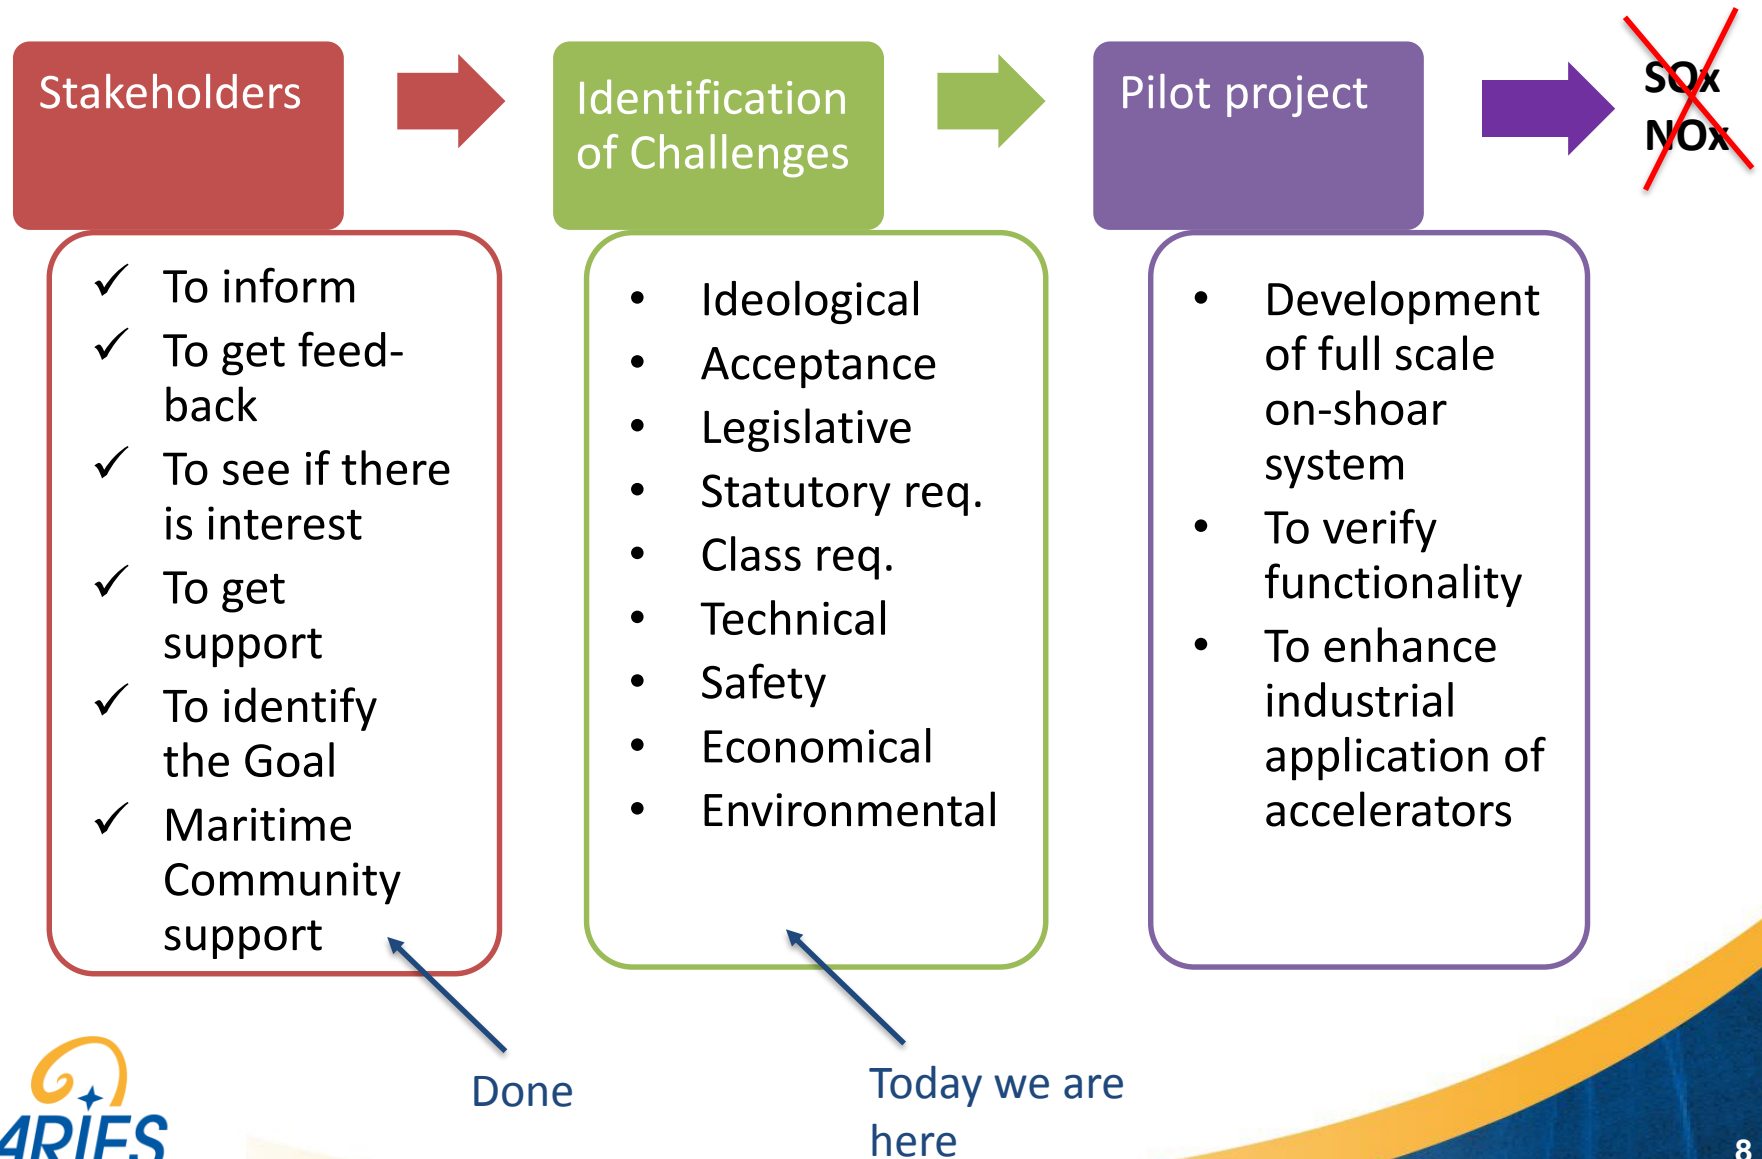 Stakeholders
✓ To inform
✓ To get feed-
back
✓ To see if there
is interest
✓ To get
support
✓ To identify
the Goal
✓ Maritime
Community
support
Done
Identification
of Challenges
• Ideological
• Acceptance
• Legislative
• Statutory req.
• Class req.
• Technical
• Safety
• Economical
• Environmental
Today we are
here
Pilot project
• Development
of full scale
on-shoar
system
• To verify
functionality
• To enhance
industrial
application of
accelerators
SOx
NOx
ARIES
8